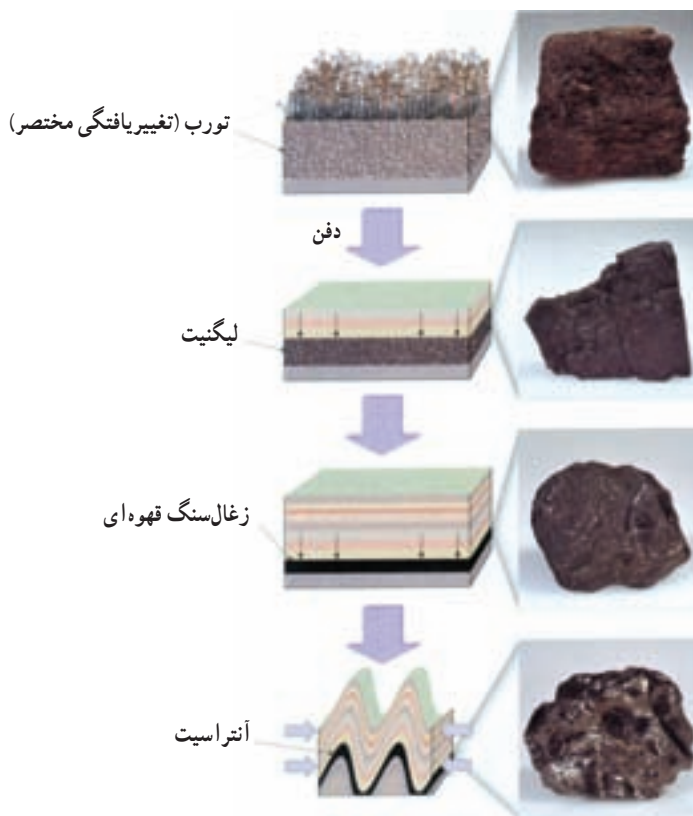 تورب (تغییریافتگی مختصر)
دفن
لیگنیت
زغال‌سنگ قهوه‌ای
آنتراسیت